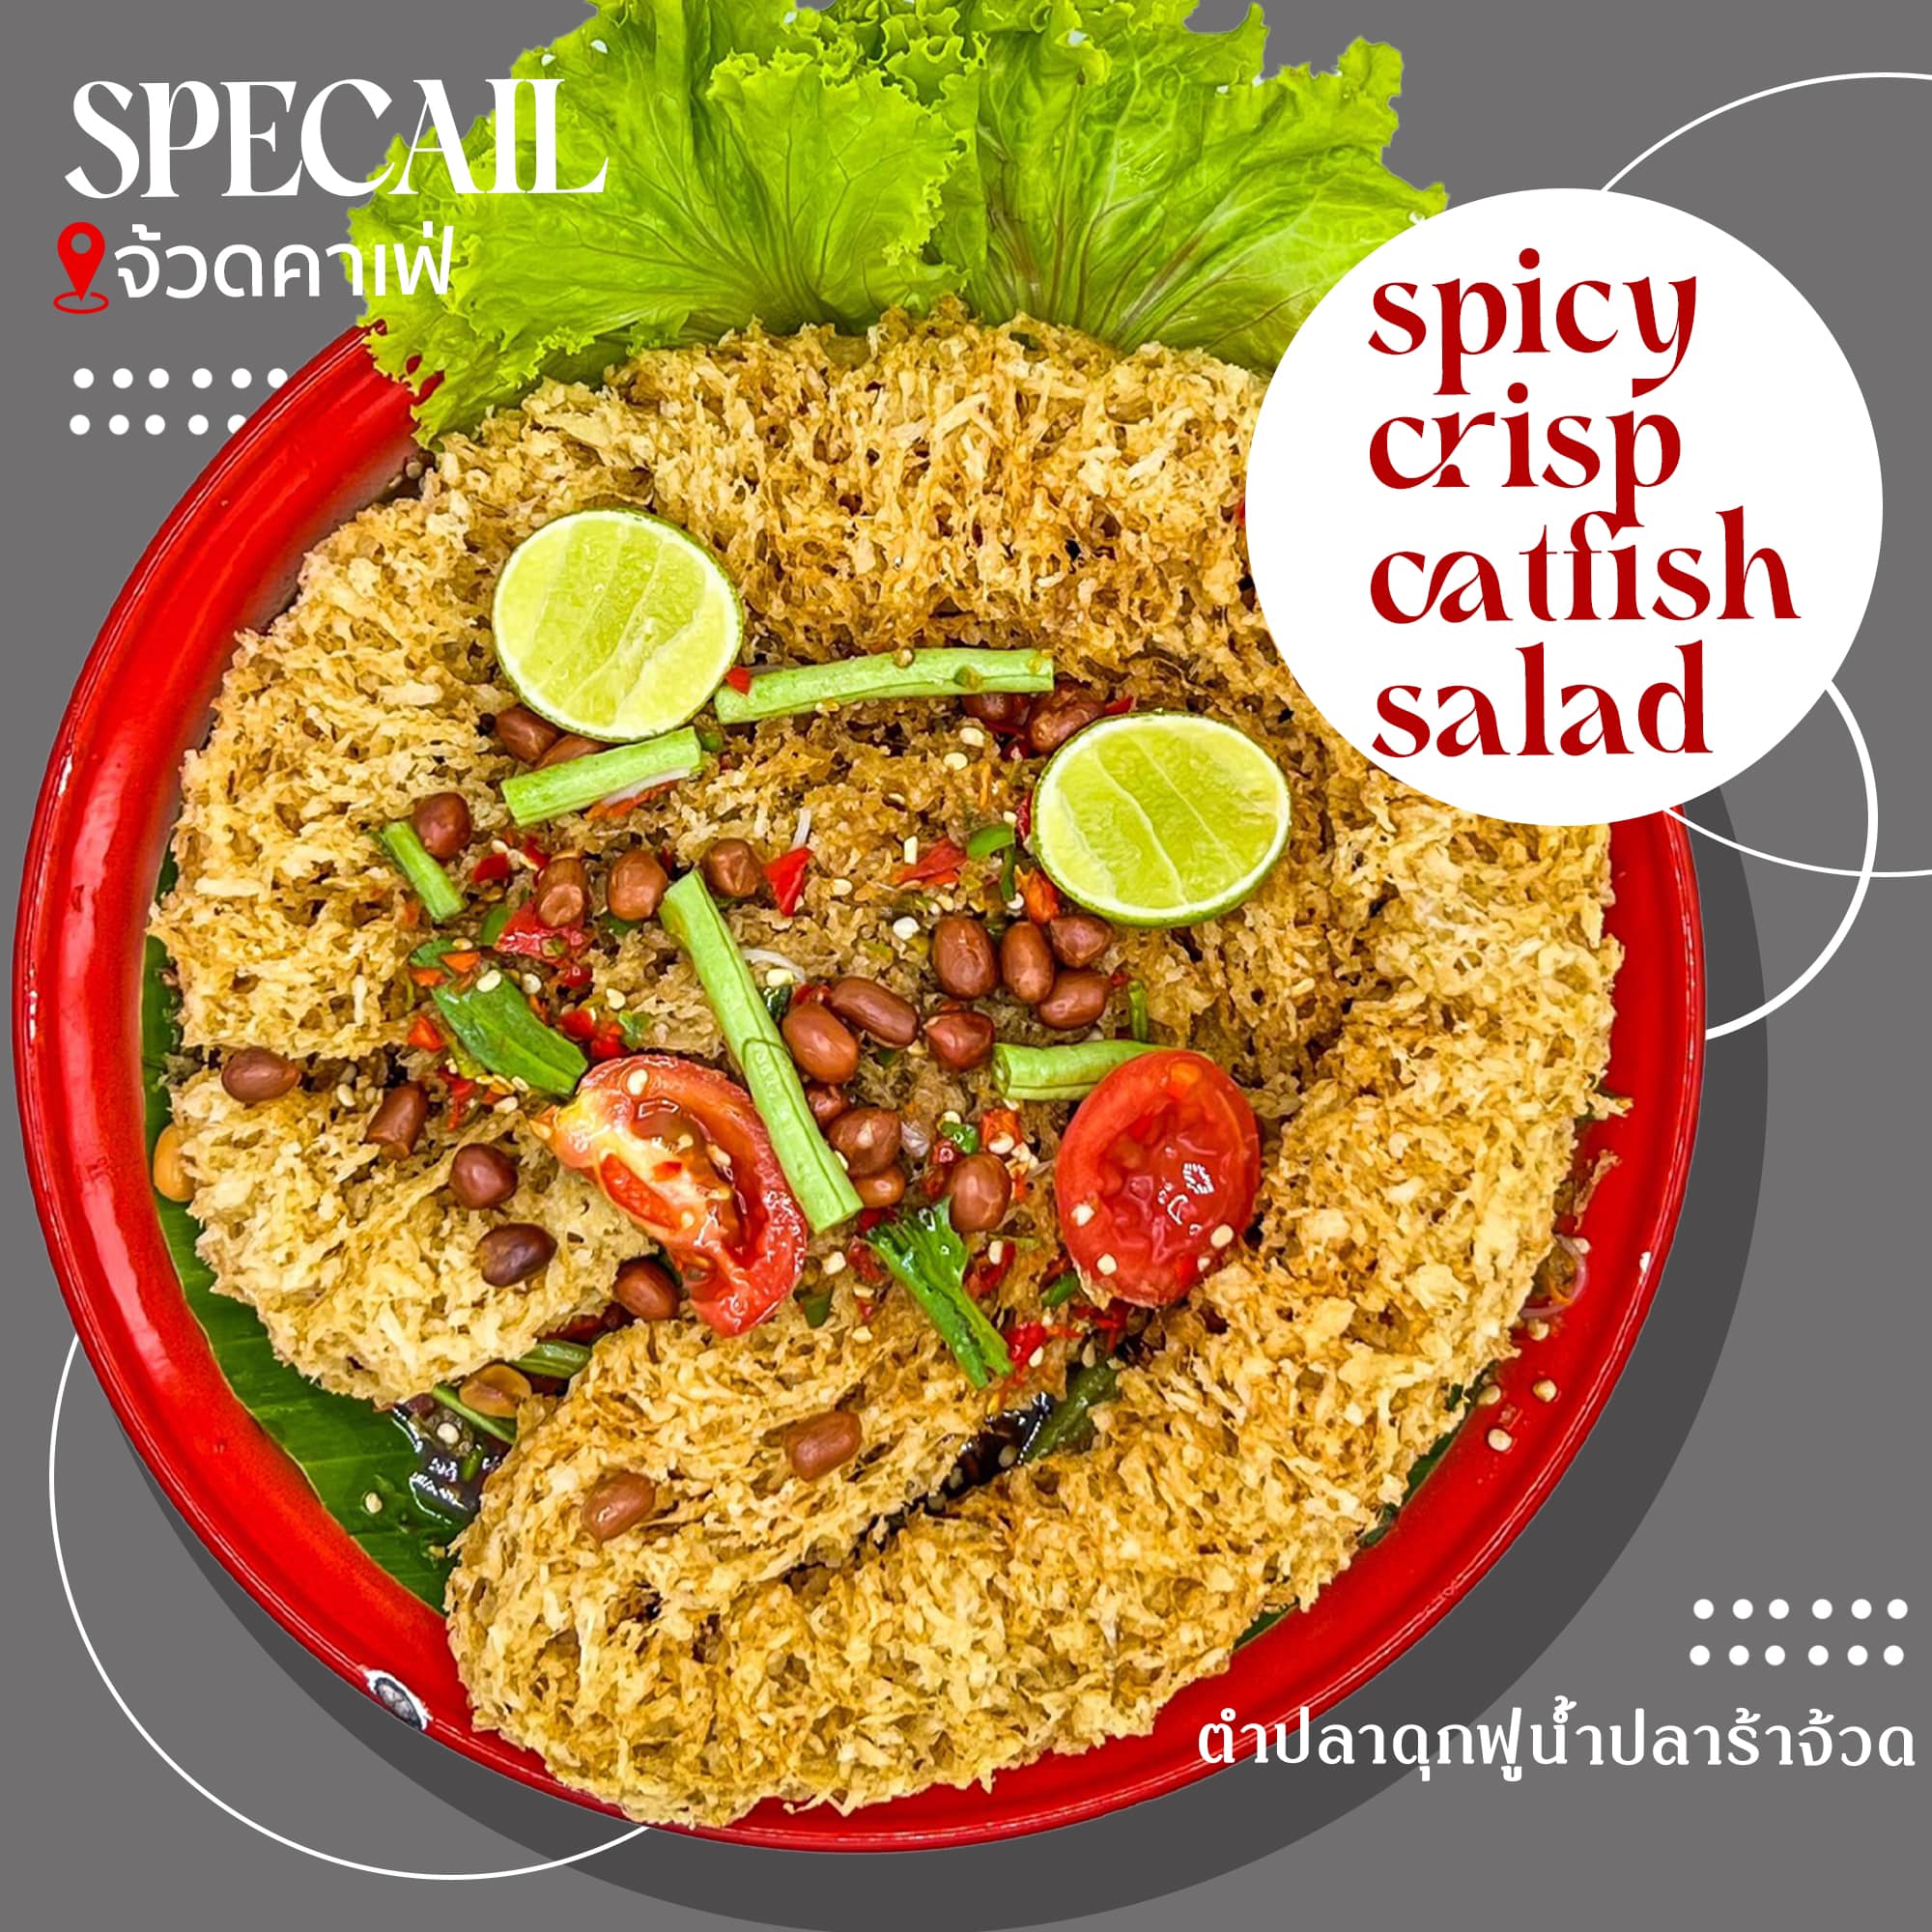 SPECAIL
จ้วดคาเฟ่
spicy
crisp
catfish
salad
ตำปลาดุกฟูน้ำปลาร้าจ้วด